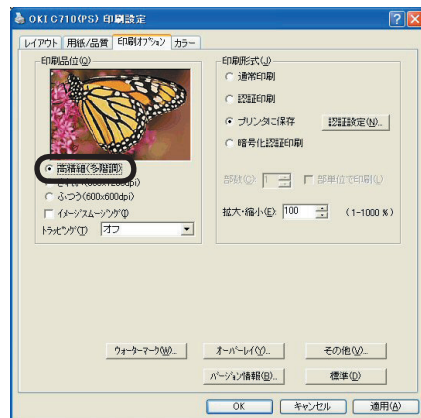 OKI C710(PS) 印刷設定
レイアウト 用紙/品質 印刷オプション カラー
印刷品位(Q)
高精細(多階調)
きれい(600x1200dpi)
ふつう(600x600dpi)
イメージスムージング(I)
トラッピング(T) オフ
印刷形式(J)
通常印刷
認証印刷
プリンタに保存 認証設定(N)...
暗号化認証印刷
部数(C): 1 部単位で印刷(L)
拡大・縮小(E): 100 (1-1000 %)
ウォーターマーク(W)... オーバーレイ(Y)... その他(V)...
バージョン情報(B)... 標準(D)
OK キャンセル 適用(A)